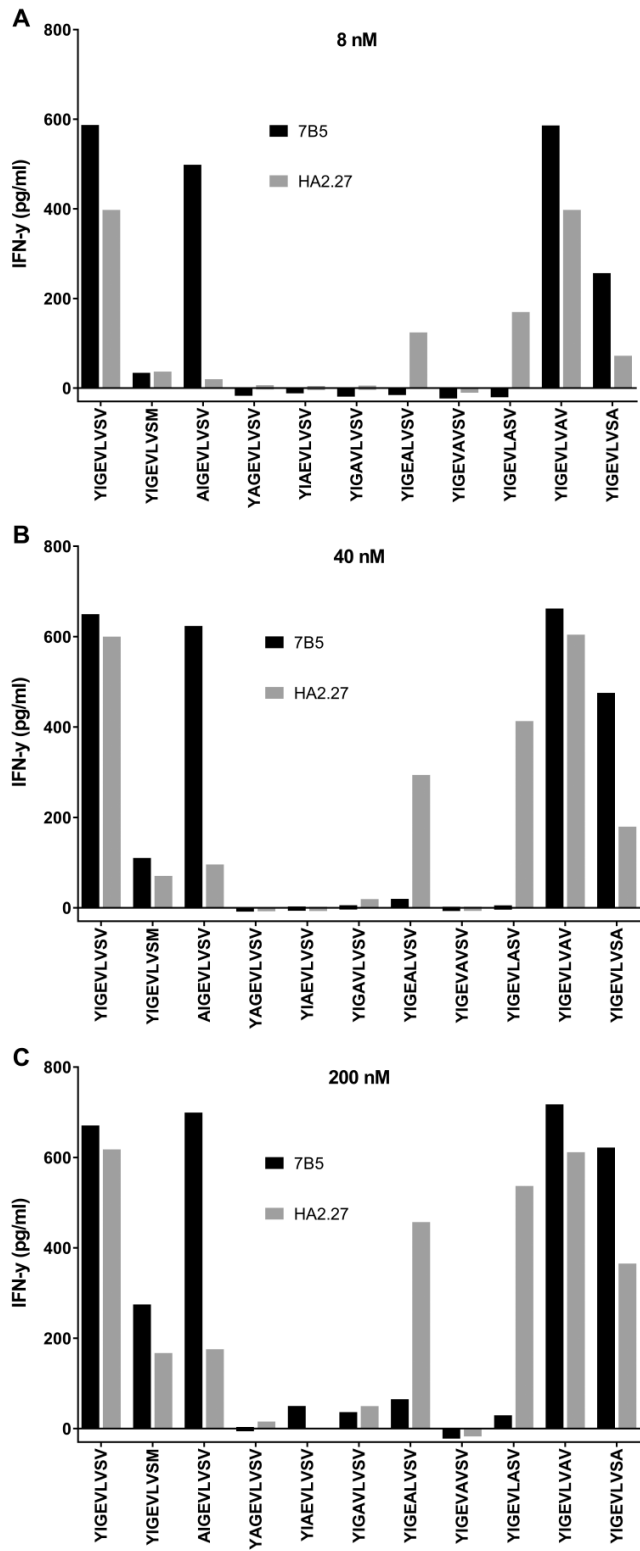 A
8 nM
800
600
400
200
0
IFN-y (pg/ml)
7B5
HA2.27
YIGEVLVSV
YIGEVLVSM
AIGEVLVSV
YAGEVLVSV
YIAEVLVSV
YIGAVLVSV
YIGEALVSV
YIGEVAVSV
YIGEVLASV
YIGEVLVAV
YIGEVLVSA
B
40 nM
800
600
400
200
0
IFN-y (pg/ml)
7B5
HA2.27
YIGEVLVSV
YIGEVLVSM
AIGEVLVSV
YAGEVLVSV
YIAEVLVSV
YIGAVLVSV
YIGEALVSV
YIGEVAVSV
YIGEVLASV
YIGEVLVAV
YIGEVLVSA
C
200 nM
800
600
400
200
0
IFN-y (pg/ml)
7B5
HA2.27
YIGEVLVSV
YIGEVLVSM
AIGEVLVSV
YAGEVLVSV
YIAEVLVSV
YIGAVLVSV
YIGEALVSV
YIGEVAVSV
YIGEVLASV
YIGEVLVAV
YIGEVLVSA